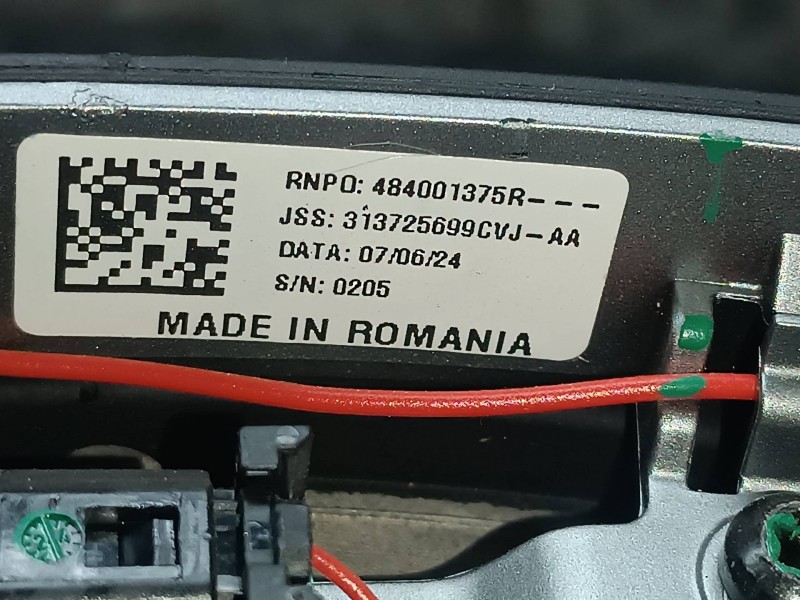 RNPO: 484001375R---
JSS: 313725699CVJ-AA
DATA: 07/06/24
S/N: 0205
MADE IN ROMANIA